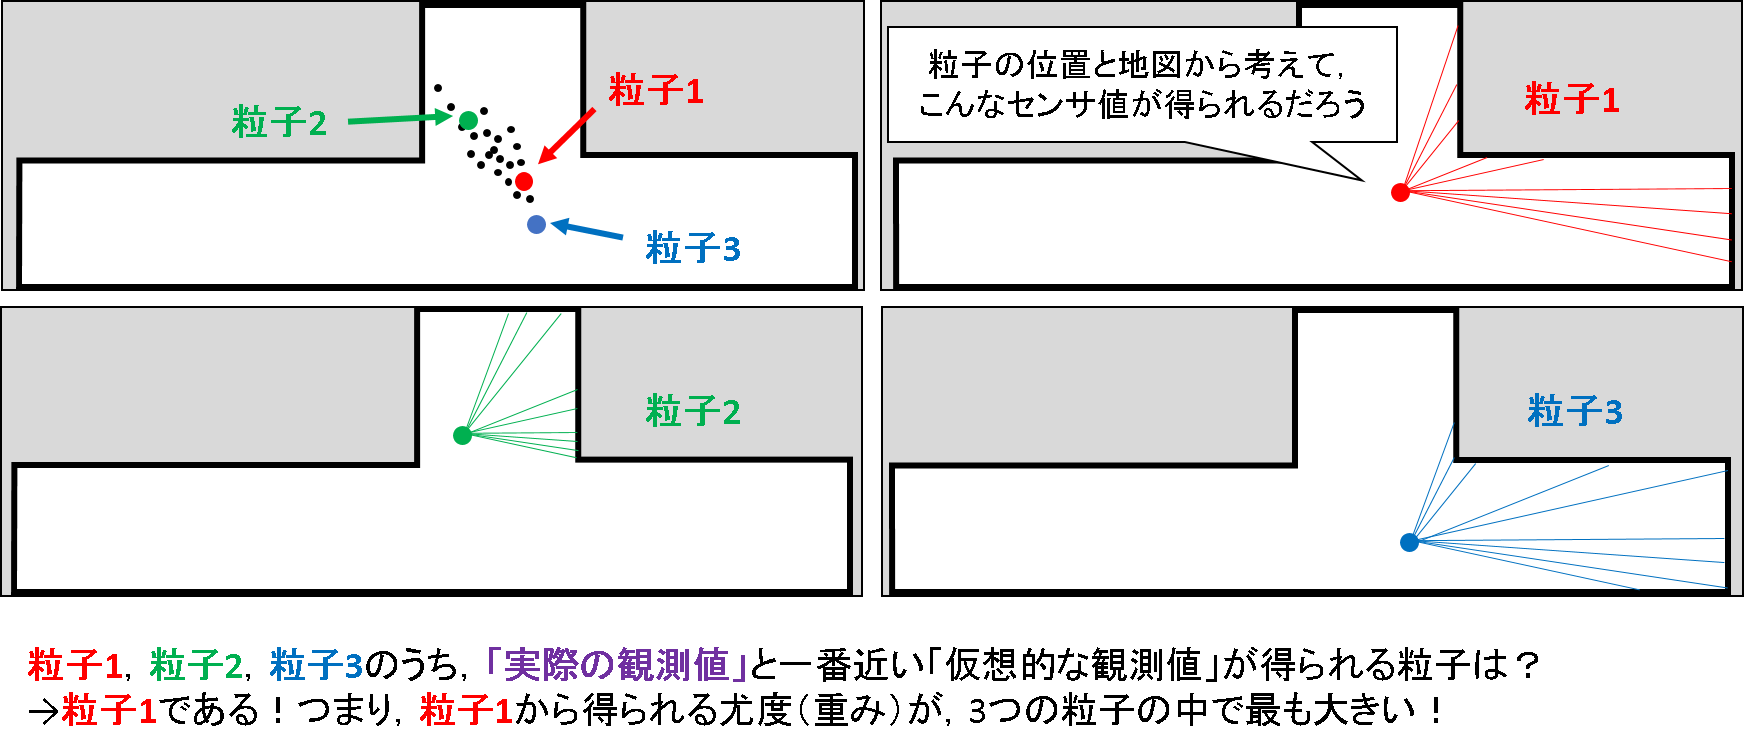 粒子1
粒子2
粒子3
粒子の位置と地図から考えて，
こんなセンサ値が得られるだろう
粒子1
粒子2
粒子3
粒子1，粒子2，粒子3のうち，「実際の観測値」と一番近い「仮想的な観測値」が得られる粒子は？
→粒子1である！つまり，粒子1から得られる尤度（重み）が，3つの粒子の中で最も大きい！